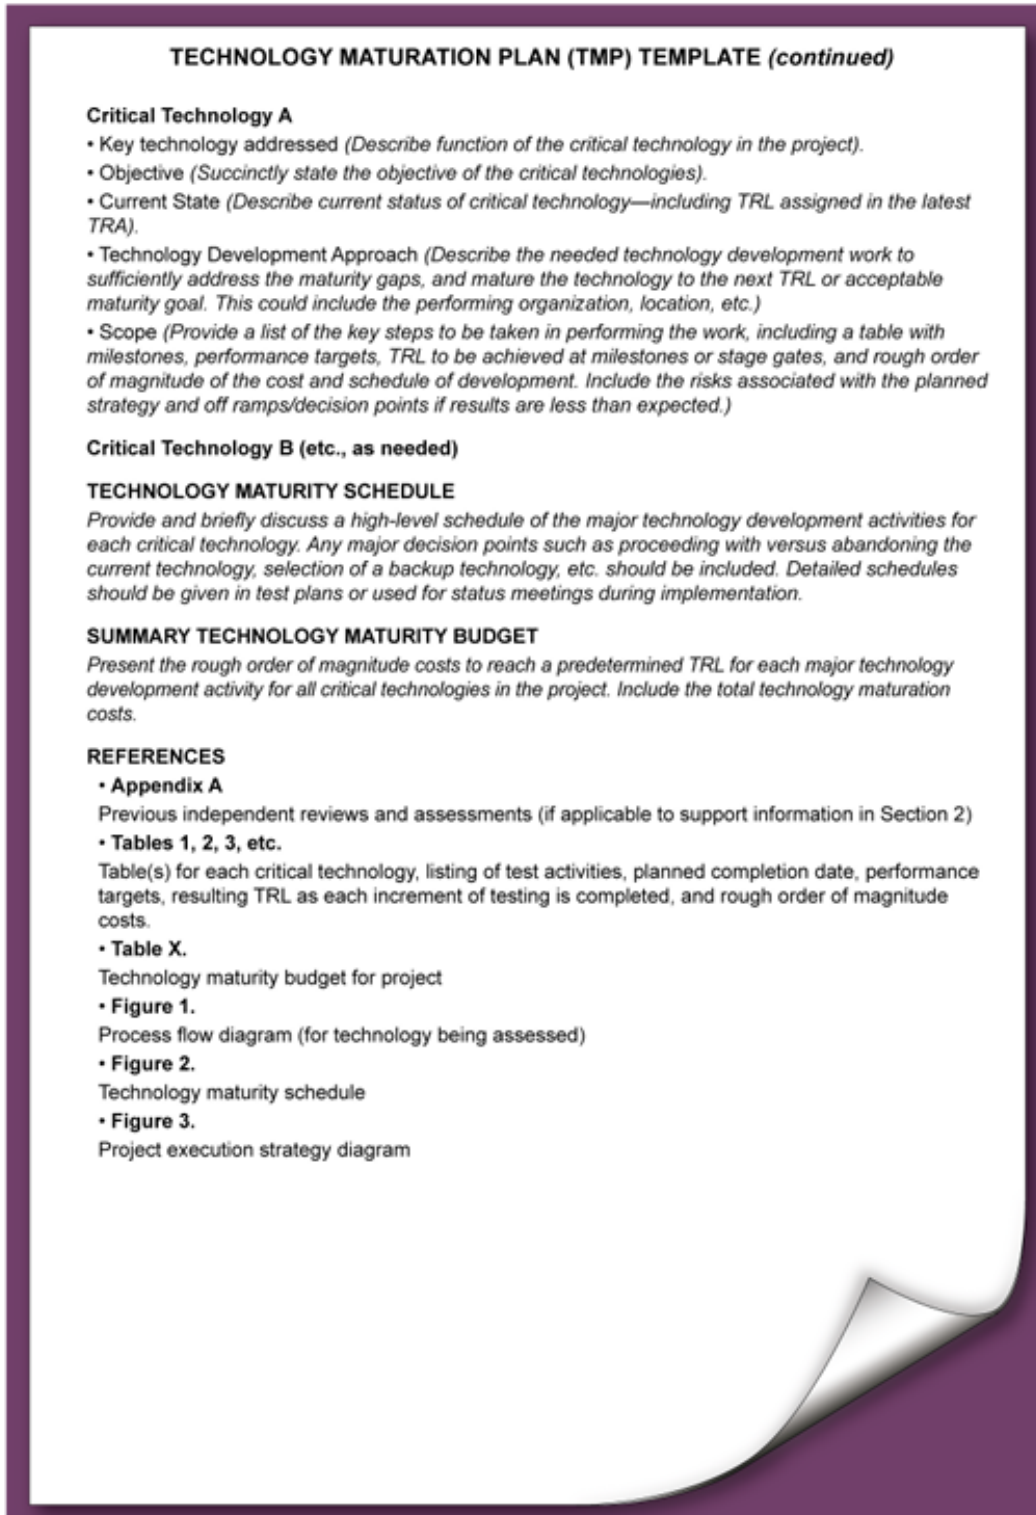 TECHNOLOGY MATURATION PLAN (TMP) TEMPLATE (continued)
Critical Technology A
• Key technology addressed (Describe function of the critical technology in the project).
• Objective (Succinctly state the objective of the critical technologies).
• Current State (Describe current status of critical technology—including TRL assigned in the latest
TRA).
• Technology Development Approach (Describe the needed technology development work to
sufficiently address the maturity gaps, and mature the technology to the next TRL or acceptable
maturity goal. This could include the performing organization, location, etc.)
• Scope (Provide a list of the key steps to be taken in performing the work, including a table with
milestones, performance targets, TRL to be achieved at milestones or stage gates, and rough order
of magnitude of the cost and schedule of development. Include the risks associated with the planned
strategy and off ramps/decision points if results are less than expected.)
Critical Technology B (etc., as needed)
TECHNOLOGY MATURITY SCHEDULE
Provide and briefly discuss a high-level schedule of the major technology development activities for
each critical technology. Any major decision points such as proceeding with versus abandoning the
current technology, selection of a backup technology, etc. should be included. Detailed schedules
should be given in test plans or used for status meetings during implementation.
SUMMARY TECHNOLOGY MATURITY BUDGET
Present the rough order of magnitude costs to reach a predetermined TRL for each major technology
development activity for all critical technologies in the project. Include the total technology maturation
costs.
REFERENCES
• Appendix A
Previous independent reviews and assessments (if applicable to support information in Section 2)
• Tables 1, 2, 3, etc.
Table(s) for each critical technology, listing of test activities, planned completion date, performance
targets, resulting TRL as each increment of testing is completed, and rough order of magnitude
costs.
• Table X.
Technology maturity budget for project
• Figure 1.
Process flow diagram (for technology being assessed)
• Figure 2.
Technology maturity schedule
• Figure 3.
Project execution strategy diagram